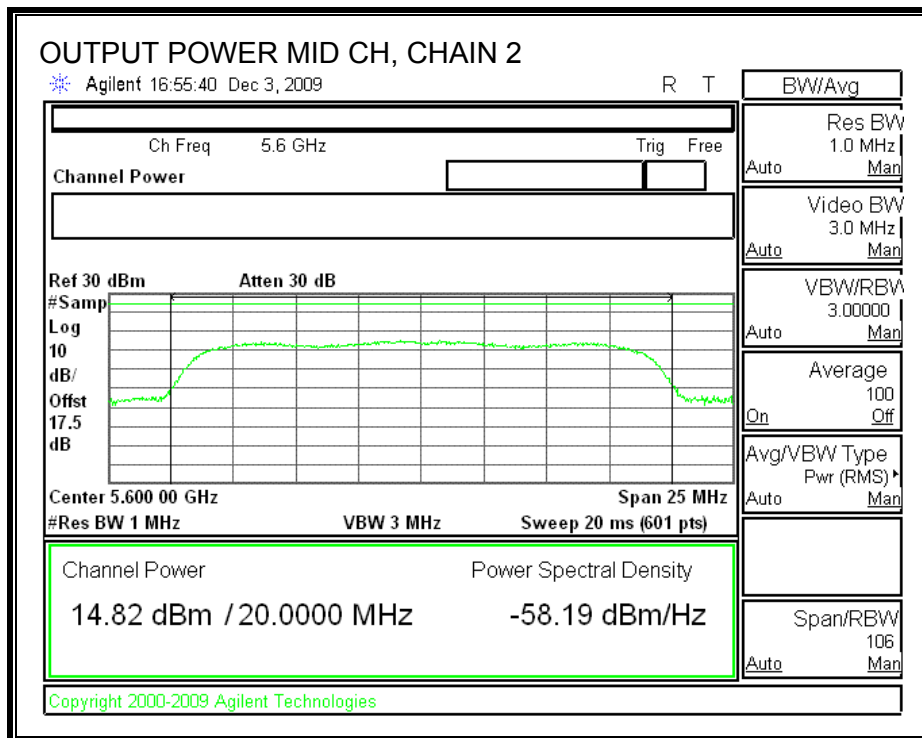 OUTPUT POWER MID CH, CHAIN 2
Agilent 16:55:40 Dec 3, 2009 R T
Ch Freq 5.6 GHz Trig Free
Channel Power
Ref 30 dBm Atten 30 dB
#Samp
Log
10
dB/
Offst
17.5
dB
Center 5.600 00 GHz Span 25 MHz
#Res BW 1 MHz VBW 3 MHz Sweep 20 ms (601 pts)
Channel Power Power Spectral Density
14.82 dBm / 20.0000 MHz -58.19 dBm/Hz
Copyright 2000-2009 Agilent Technologies
BW/Avg
Res BW
1.0 MHz
Auto Man
Video BW
3.0 MHz
Auto Man
VBW/RBW
3.00000
Auto Man
Average
100
On Off
Avg/VBW Type
Pwr (RMS)
Auto Man
Span/RBW
106
Auto Man